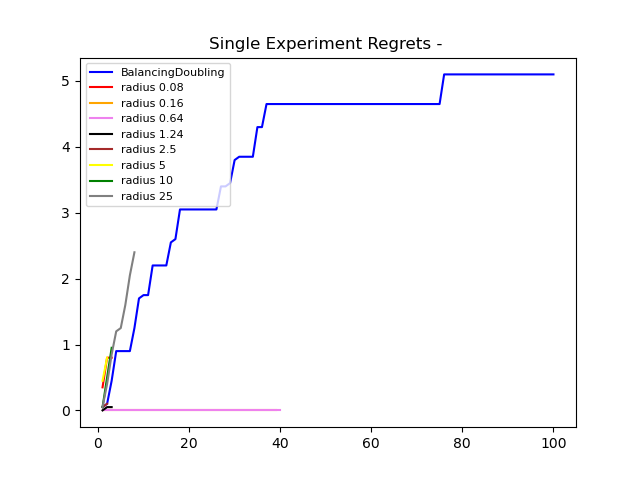 Single Experiment Regrets -
BalancingDoubling
radius 0.08
radius 0.16
radius 0.64
radius 1.24
radius 2.5
radius 5
radius 10
radius 25
5
4
3
2
1
0
0 20 40 60 80 100